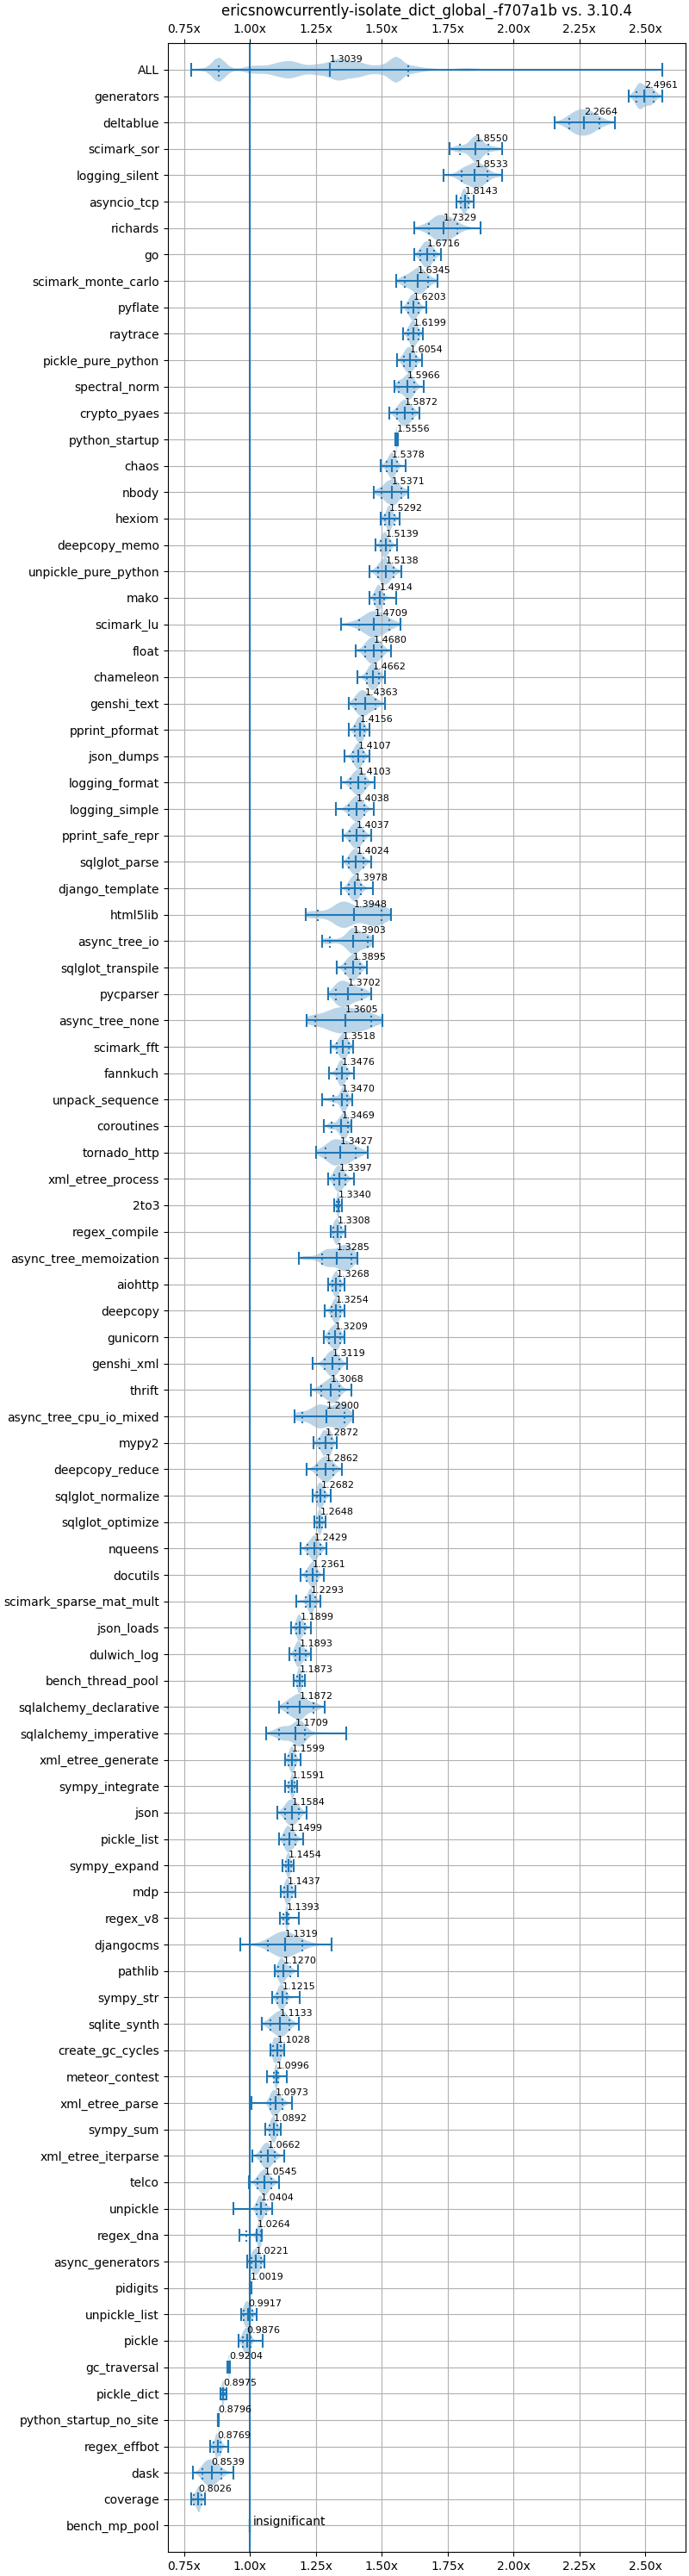 ericsnowcurrently-isolate_dict_global_-f707a1b vs. 3.10.4
0.75x 1.00x 1.25x 1.50x 1.75x 2.00x 2.25x 2.50x
ALL 1.3039
generators 2.4961
deltablue 2.2664
scimark_sor 1.8550
logging_silent 1.8533
asyncio_tcp 1.8143
richards 1.7329
go 1.6716
scimark_monte_carlo 1.6345
pyflate 1.6203
raytrace 1.6199
pickle_pure_python 1.6054
spectral_norm 1.5966
crypto_pyaes 1.5872
python_startup 1.5556
chaos 1.5378
nbody 1.5371
hexiom 1.5292
deepcopy_memo 1.5139
unpickle_pure_python 1.5138
mako 1.4914
scimark_lu 1.4709
float 1.4680
chameleon 1.4662
genshi_text 1.4363
pprint_pformat 1.4156
json_dumps 1.4107
logging_format 1.4103
logging_simple 1.4038
pprint_safe_repr 1.4037
sqlglot_parse 1.4024
django_template 1.3978
html5lib 1.3948
async_tree_io 1.3903
sqlglot_transpile 1.3895
pycparser 1.3702
async_tree_none 1.3605
scimark_fft 1.3518
fannkuch 1.3476
unpack_sequence 1.3470
coroutines 1.3469
tornado_http 1.3427
xml_etree_process 1.3397
2to3 1.3340
regex_compile 1.3308
async_tree_memoization 1.3285
aiohttp 1.3268
deepcopy 1.3254
gunicorn 1.3209
genshi_xml 1.3119
thrift 1.3068
async_tree_cpu_io_mixed 1.2900
mypy2 1.2872
deepcopy_reduce 1.2862
sqlglot_normalize 1.2682
sqlglot_optimize 1.2648
nqueens 1.2429
docutils 1.2361
scimark_sparse_mat_mult 1.2293
json_loads 1.1899
dulwich_log 1.1893
bench_thread_pool 1.1873
sqlalchemy_declarative 1.1872
sqlalchemy_imperative 1.1709
xml_etree_generate 1.1599
sympy_integrate 1.1591
json 1.1584
pickle_list 1.1499
sympy_expand 1.1454
mdp 1.1437
regex_v8 1.1393
djangocms 1.1319
pathlib 1.1270
sympy_str 1.1215
sqlite_synth 1.1133
create_gc_cycles 1.1028
meteor_contest 1.0996
xml_etree_parse 1.0973
sympy_sum 1.0892
xml_etree_iterparse 1.0662
telco 1.0545
unpickle 1.0404
regex_dna 1.0264
async_generators 1.0221
pidigits 1.0019
unpickle_list 0.9917
pickle 0.9876
gc_traversal 0.9204
pickle_dict 0.8975
python_startup_no_site 0.8796
regex_effbot 0.8769
dask 0.8539
coverage 0.8026
bench_mp_pool insignificant
0.75x 1.00x 1.25x 1.50x 1.75x 2.00x 2.25x 2.50x